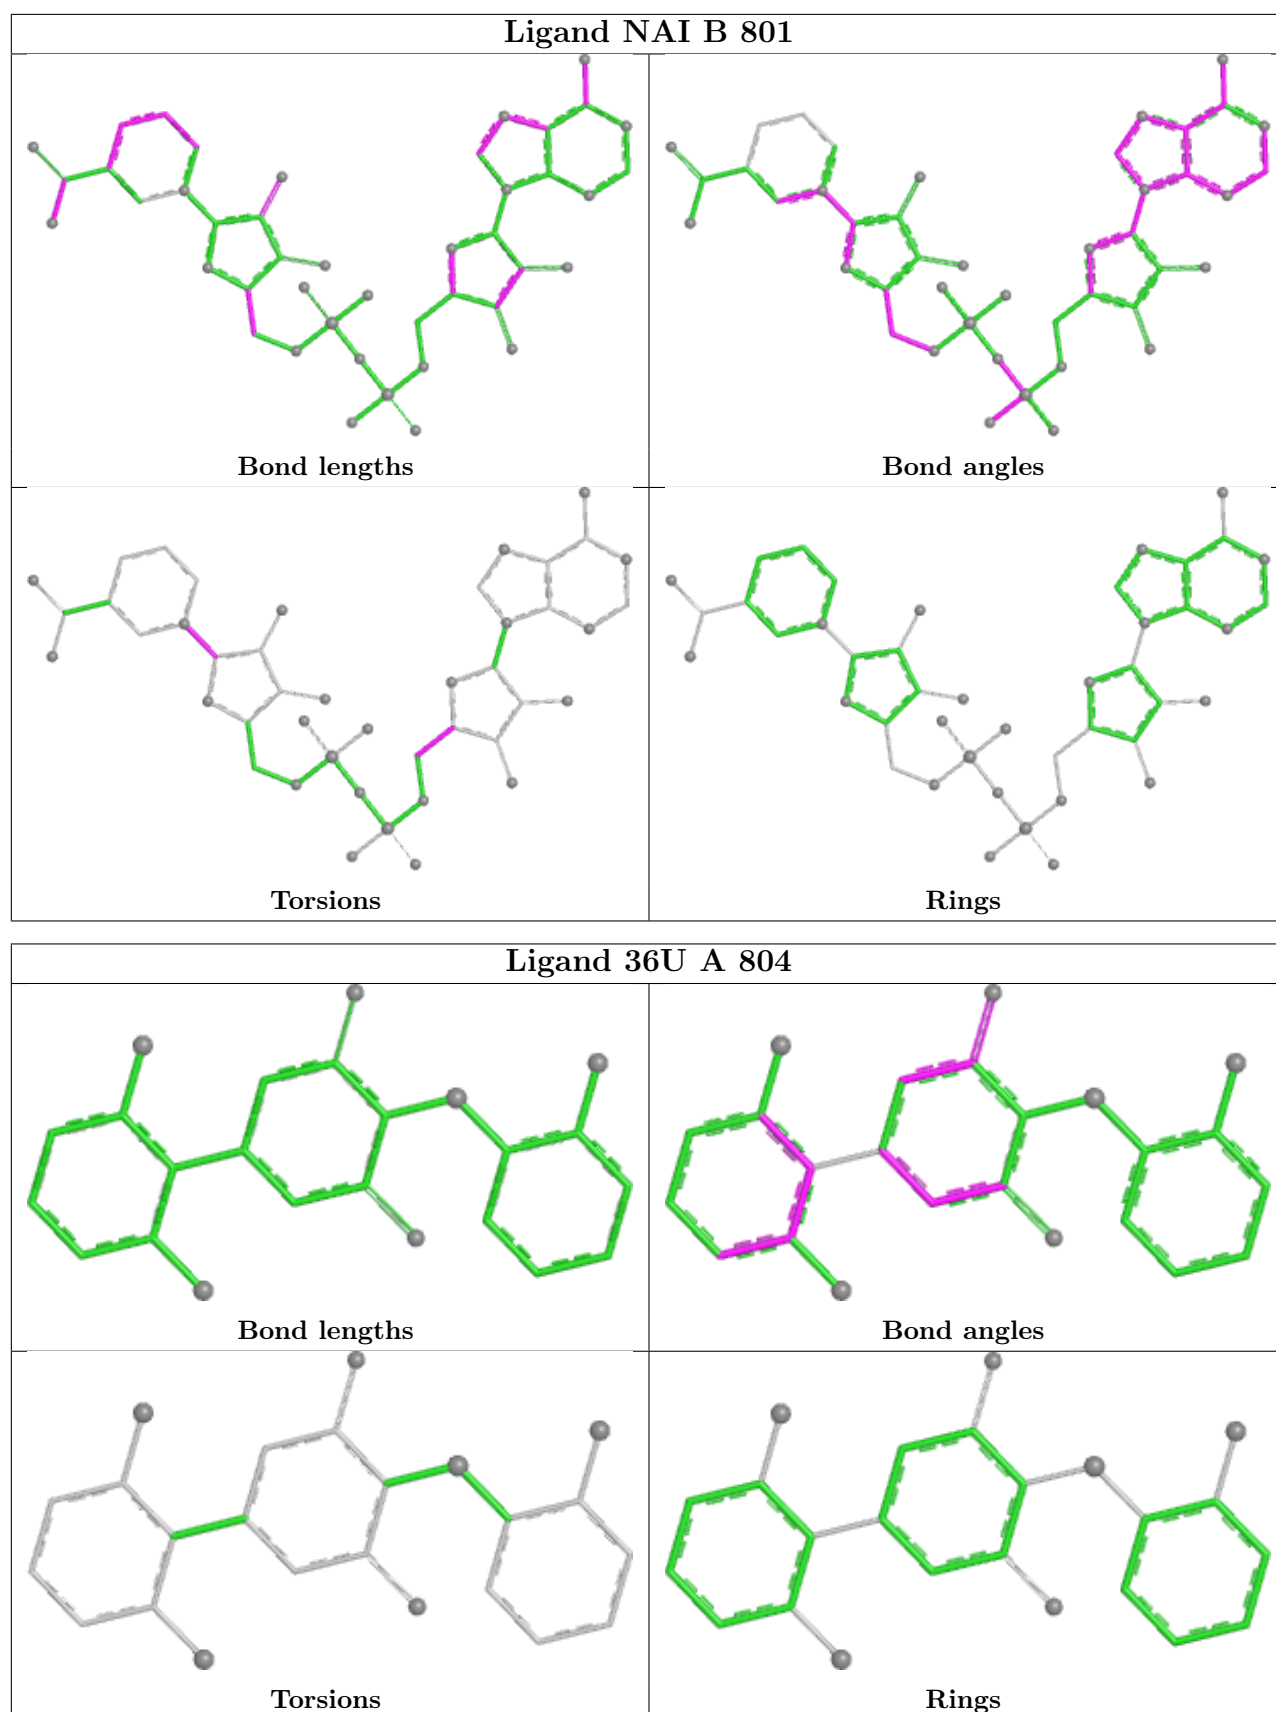 Ligand NAI B 801
Bond lengths
Bond angles
Torsions
Rings
Ligand 36U A 804
Bond lengths
Bond angles
Torsions
Rings